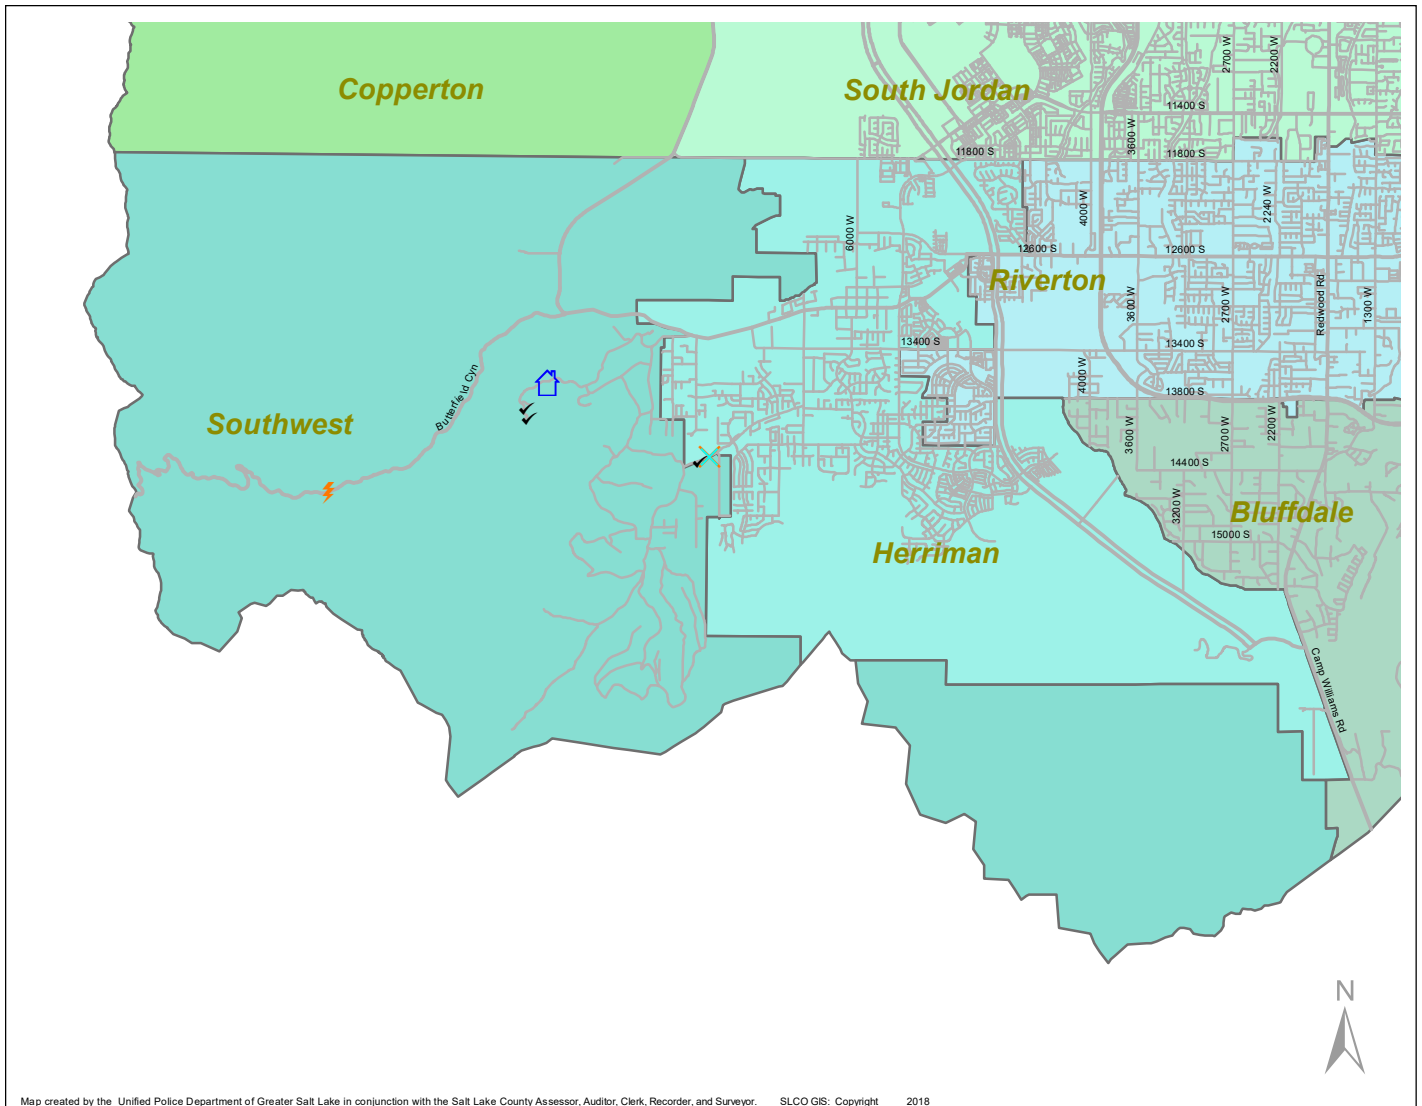 Copperton
South Jordan
2700 W
2200 W
11400 S
3600 W
11800 S
11800 S
4000 W
2240 W
6000 W
12600 S
12600 S
Riverton
3600 W
2700 W
Redwood Rd
1300 W
13400 S
13400 S
4000 W
13800 S
Butterfield Cyn
Southwest
3600 W
2700 W
2200 W
14400 S
3200 W
Bluffdale
15000 S
Herriman
Camp Williams Rd
N
Map created by the Unified Police Department of Greater Salt Lake in conjunction with the Salt Lake County Assessor, Auditor, Clerk, Recorder, and Surveyor. SLCO GIS: Copyright 2018